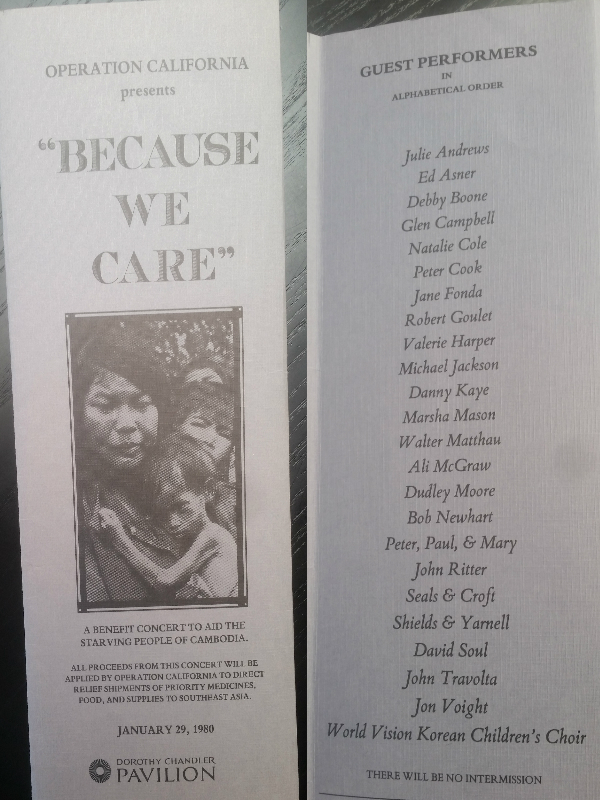 OPERATION CALIFORNIA
presents
“BECAUSE
WE
CARE”
A BENEFIT CONCERT TO AID THE
STARVING PEOPLE OF CAMBODIA.
ALL PROCEEDS FROM THIS CONCERT WILL BE
APPLIED BY OPERATION CALIFORNIA TO DIRECT
RELIEF SHIPMENTS OF PRIORITY MEDICINES,
FOOD, AND SUPPLIES TO SOUTHEAST ASIA.
JANUARY 29, 1980
DOROTHY CHANDLER
PAVILION
GUEST PERFORMERS
IN
ALPHABETICAL ORDER
Julie Andrews
Ed Asner
Debby Boone
Glen Campbell
Natalie Cole
Peter Cook
Jane Fonda
Robert Goulet
Valerie Harper
Michael Jackson
Danny Kaye
Marsha Mason
Walter Matthau
Ali McGraw
Dudley Moore
Bob Newhart
Peter, Paul, & Mary
John Ritter
Seals & Croft
Shields & Yarnell
David Soul
John Travolta
Jon Voight
World Vision Korean Children’s Choir
THERE WILL BE NO INTERMISSION